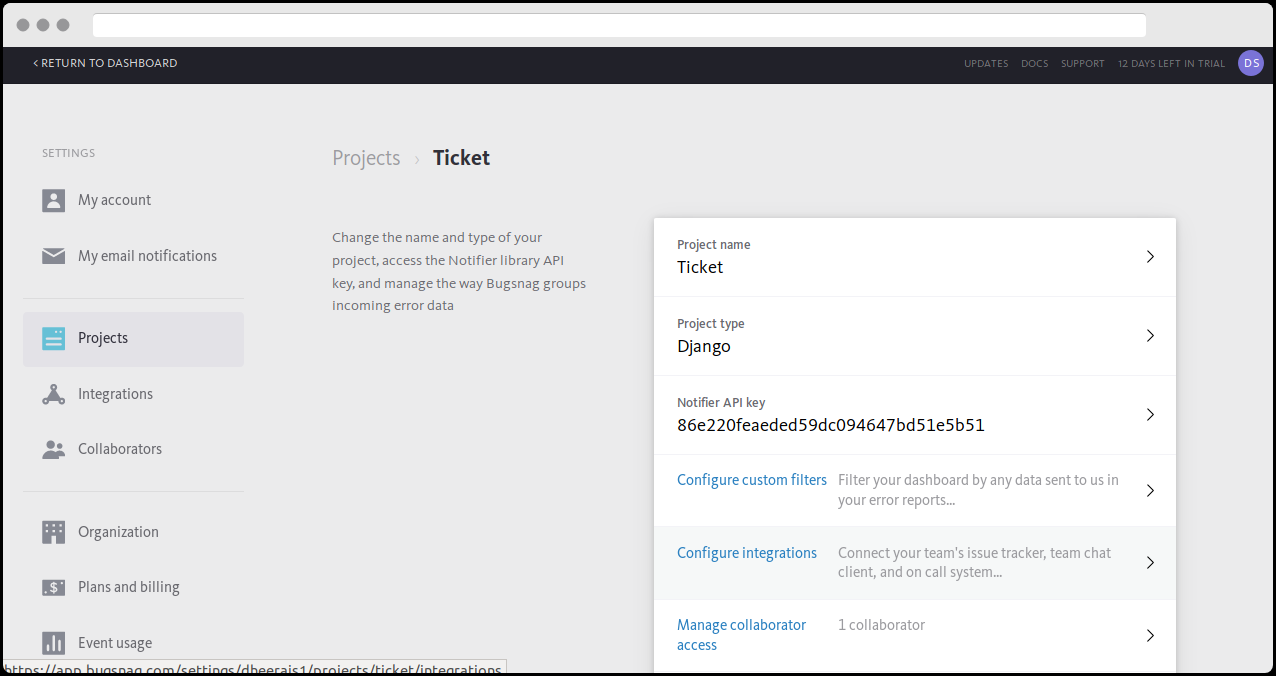 < RETURN TO DASHBOARD
UPDATES DOCS SUPPORT 12 DAYS LEFT IN TRIAL DS
SETTINGS
My account
My email notifications
Projects
Integrations
Collaborators
Organization
Plans and billing
Event usage
Projects › Ticket
Change the name and type of your
project, access the Notifier library API
key, and manage the way Bugsnag groups
incoming error data
Project name
Ticket
Project type
Django
Notifier API key
86e220feaeded59dc094647bd51e5b51
Configure custom filters
Filter your dashboard by any data sent to us in
your error reports...
Configure integrations
Connect your team's issue tracker, team chat
client, and on call system...
Manage collaborator
access
1 collaborator
https://app.bugsnag.com/settings/dheerajs1/projects/ticket/integrations